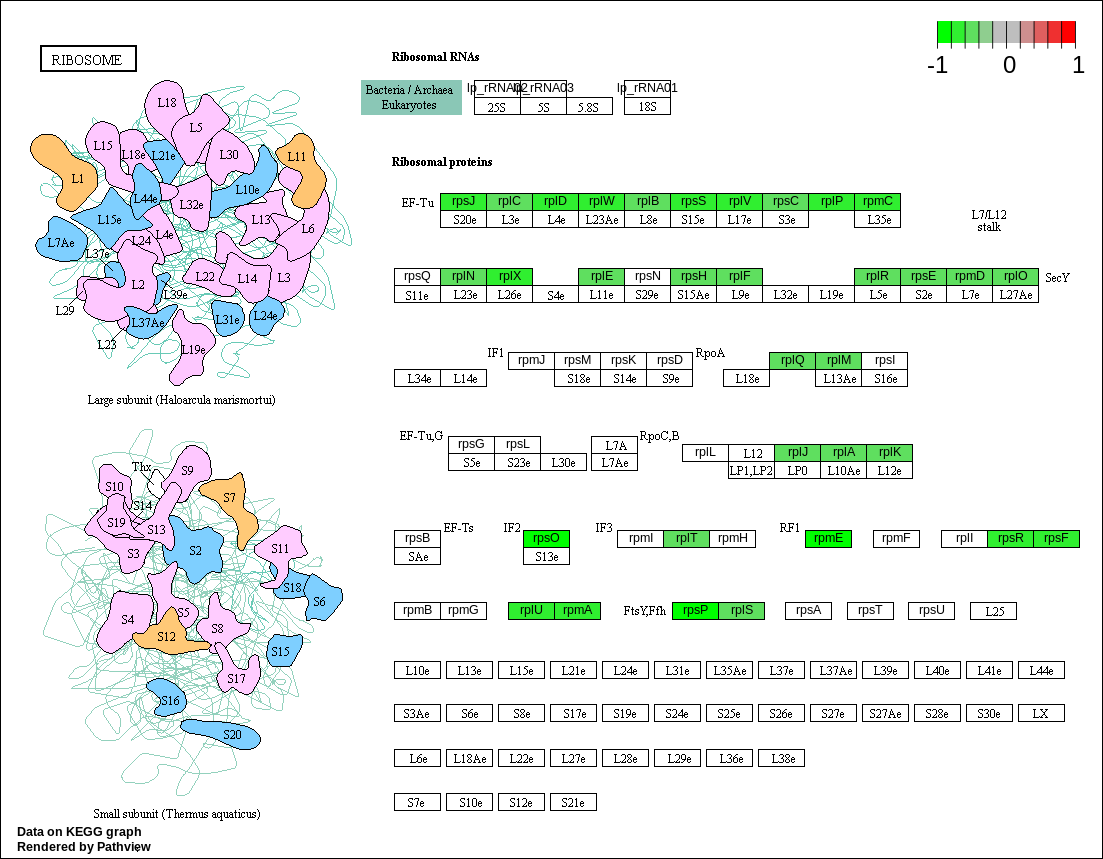 RIBOSOME
-1 0 1
Ribosomal RNAs
Bacteria / Archaea
Eukaryotes
lp_rRNA02 lp_rRNA03 lp_rRNA01
25S 5S 5.8S 18S
Ribosomal proteins
EF-Tu rpsJ rplC rplD rplW rplB rpsS rplV rpsC rplP rpmC
S20e L3e L4e L23Ae L8e S15e L17e S3e L35e
L7/L12
stalk
rpsQ rplN rplX rplE rpsN rpsH rplF rplR rpsE rpmD rplO SecY
S11e L23e L26e S4e L11e S29e S15Ae L9e L32e L19e L5e S2e L7e L27Ae
IF1 rpmJ rpsM rpsK rpsD RpoA rplQ rplM rpsI
L34e L14e S18e S14e S9e L18e L13Ae S16e
EF-Tu,G rpsG rpsL L7A RpoC,B rplL L12 rplJ rplA rplK
S5e S23e L30e L7Ae LP1,LP2 LP0 L10Ae L12e
rpsB EF-Ts IF2 rpsO IF3 rpmI rplT rpmH RF1 rpmE rpmF rplI rpsR rpsF
SAe S13e
rpmB rpmG rplU rpmA FtsY,Ffh rpsP rplS rpsA rpsT rpsU L25
L10e L13e L15e L21e L24e L31e L35Ae L37e L37Ae L39e L40e L41e L44e
S3Ae S6e S8e S17e S19e S24e S25e S26e S27e S27Ae S28e S30e LX
L6e L18Ae L22e L27e L28e L29e L36e L38e
S7e S10e S12e S21e
L18
L5
L15
L18e
L21e
L30
L11
L1
L44e
L10e
L32e
L15e
L13
L6
L7Ae
L24
L4e
L37e
L2
L22
L14
L3
L39e
L29
L37Ae
L31e
L24e
L23
L19e
Large subunit (Haloarcula marismortui)
Thx
S9
S10
S7
S14
S19
S13
S3
S2
S11
S18
S6
S4
S5
S12
S8
S15
S17
S16
S20
Small subunit (Thermus aquaticus)
Data on KEGG graph
Rendered by Pathview